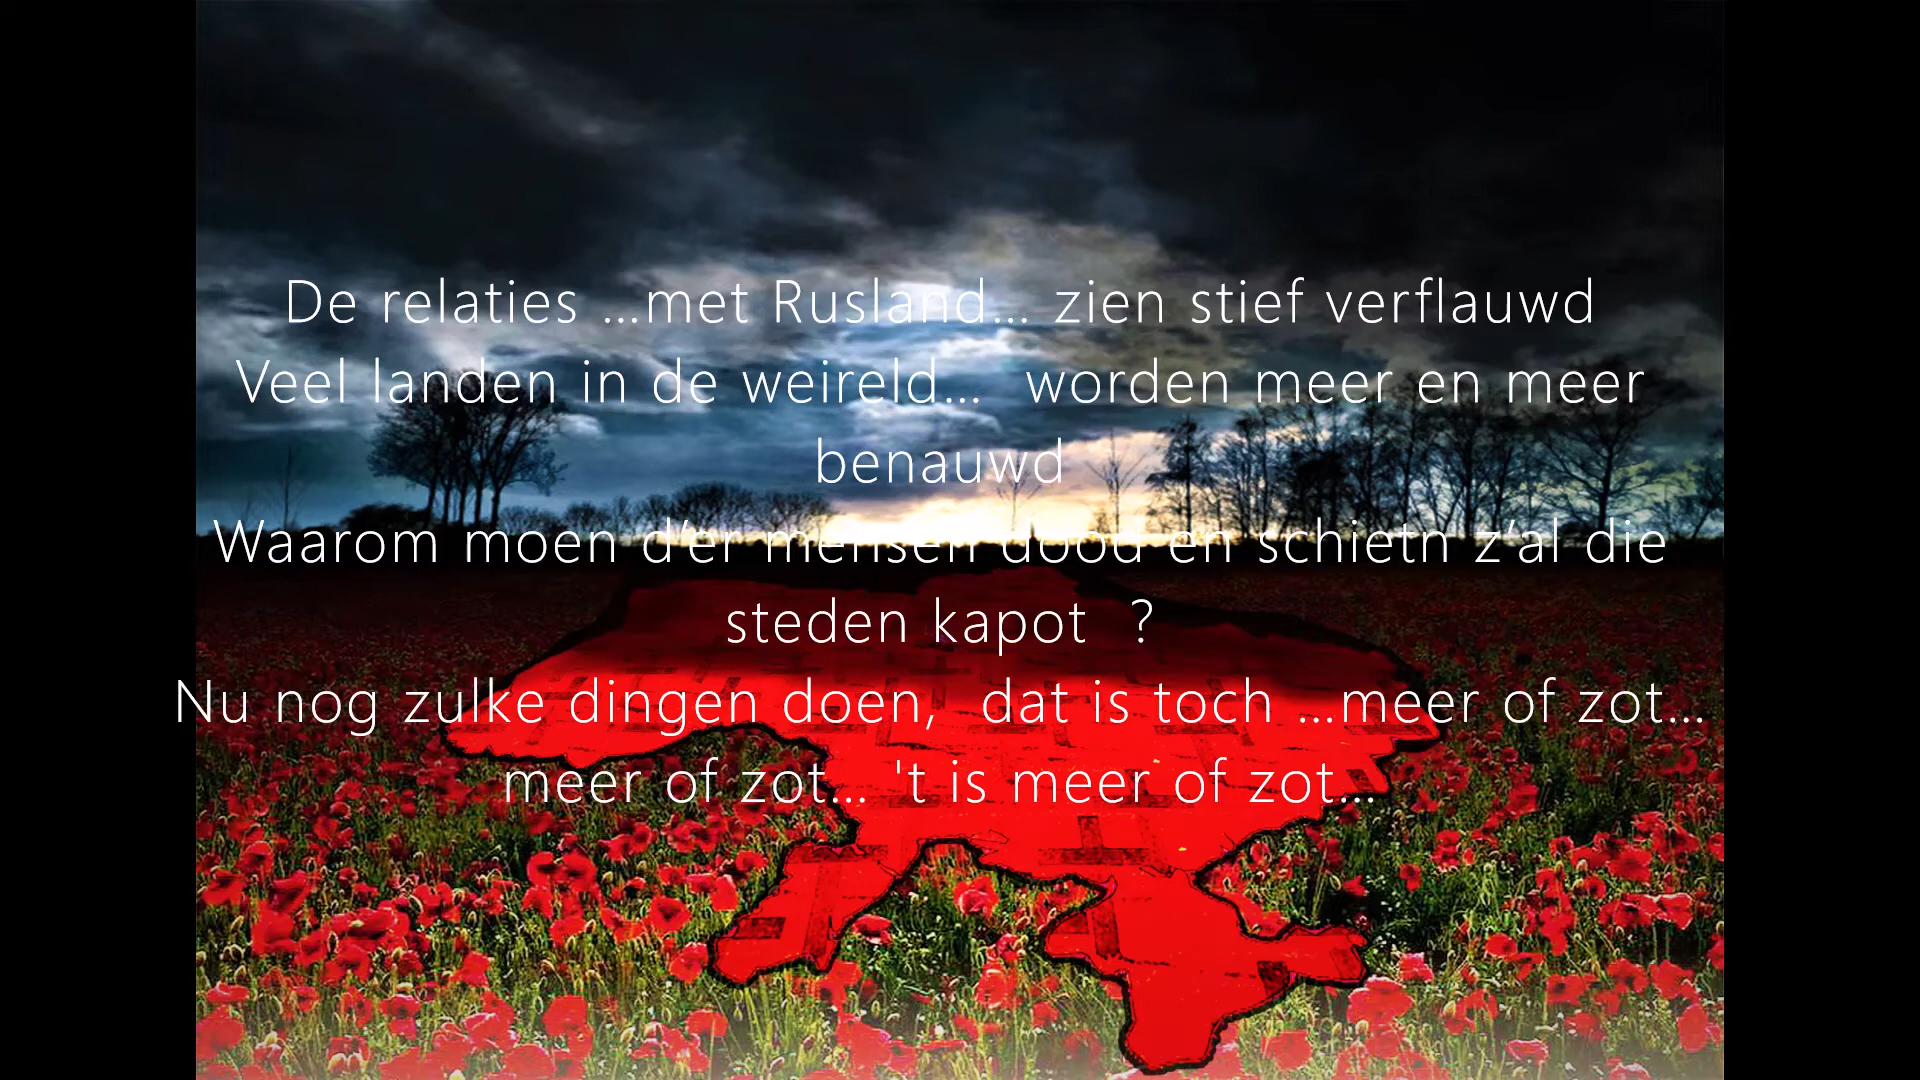 De relaties ...met Rusland... zien stief verflauwd
Veel landen in de weireld...  worden meer en meer
benauwd
Waarom moen d’er mensen dood en schietn z’al die
steden kapot  ?
Nu nog zulke dingen doen,  dat is toch ...meer of zot...
meer of zot...  't is meer of zot...